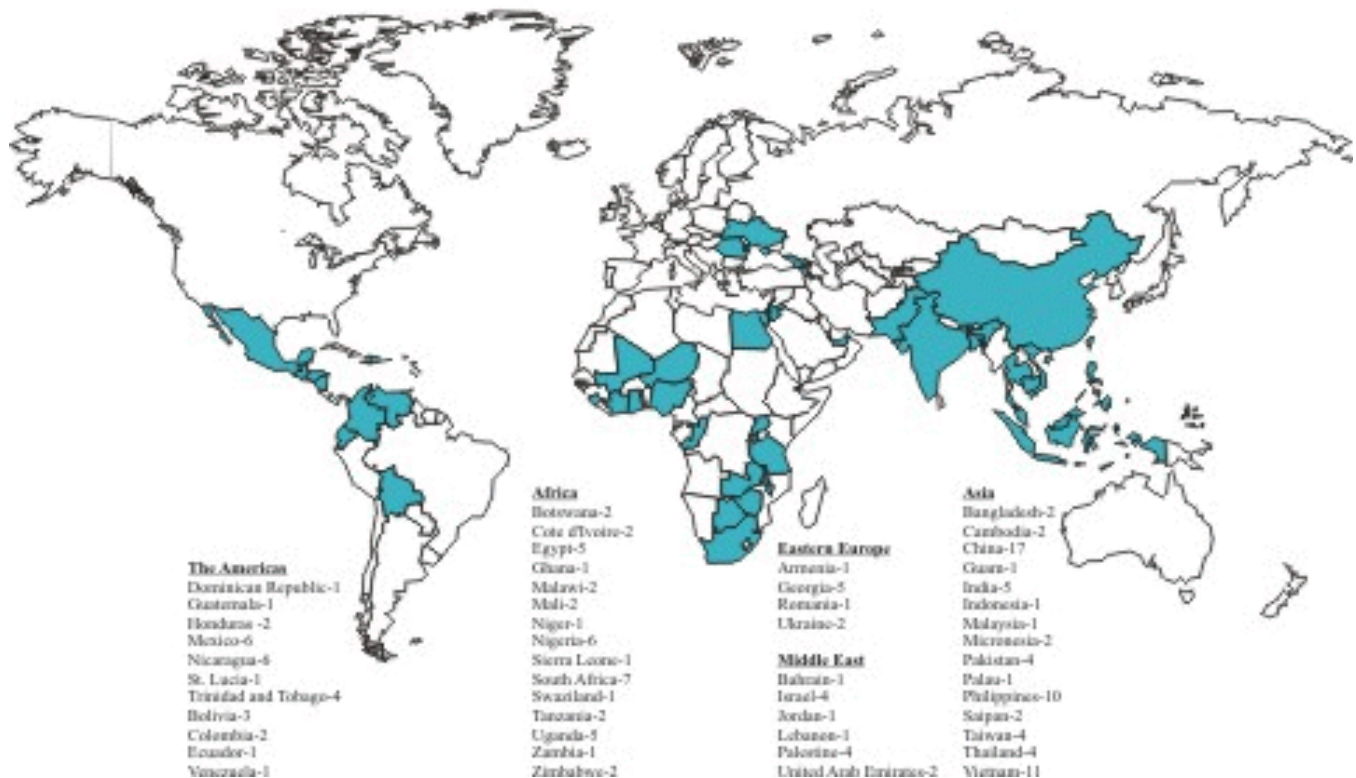 The Americas
Dominican Republic-1
Guatemala-1
Honduras -2
Mexico-6
Nicaragua-6
St. Lucia-1
Trinidad and Tobago-4
Bolivia-3
Colombia-2
Ecuador-1
Venezuela-1
Africa
Botswana-2
Cote d'Ivoire-2
Egypt-5
Ghana-1
Malawi-2
Mali-2
Niger-1
Nigeria-6
Sierra Leone-1
South Africa-7
Swaziland-1
Tanzania-2
Uganda-5
Zambia-1
Zimbabwe-2
Eastern Europe
Armenia-1
Georgia-5
Romania-1
Ukraine-2
Middle East
Bahrain-1
Israel-4
Jordan-1
Lebanon-1
Palestine-4
United Arab Emirates-2
Asia
Bangladesh-2
Cambodia-2
China-17
Guam-1
India-5
Indonesia-1
Malaysia-1
Micronesia-2
Pakistan-4
Palau-1
Philippines-10
Saipan-2
Taiwan-4
Thailand-4
Vietnam-11